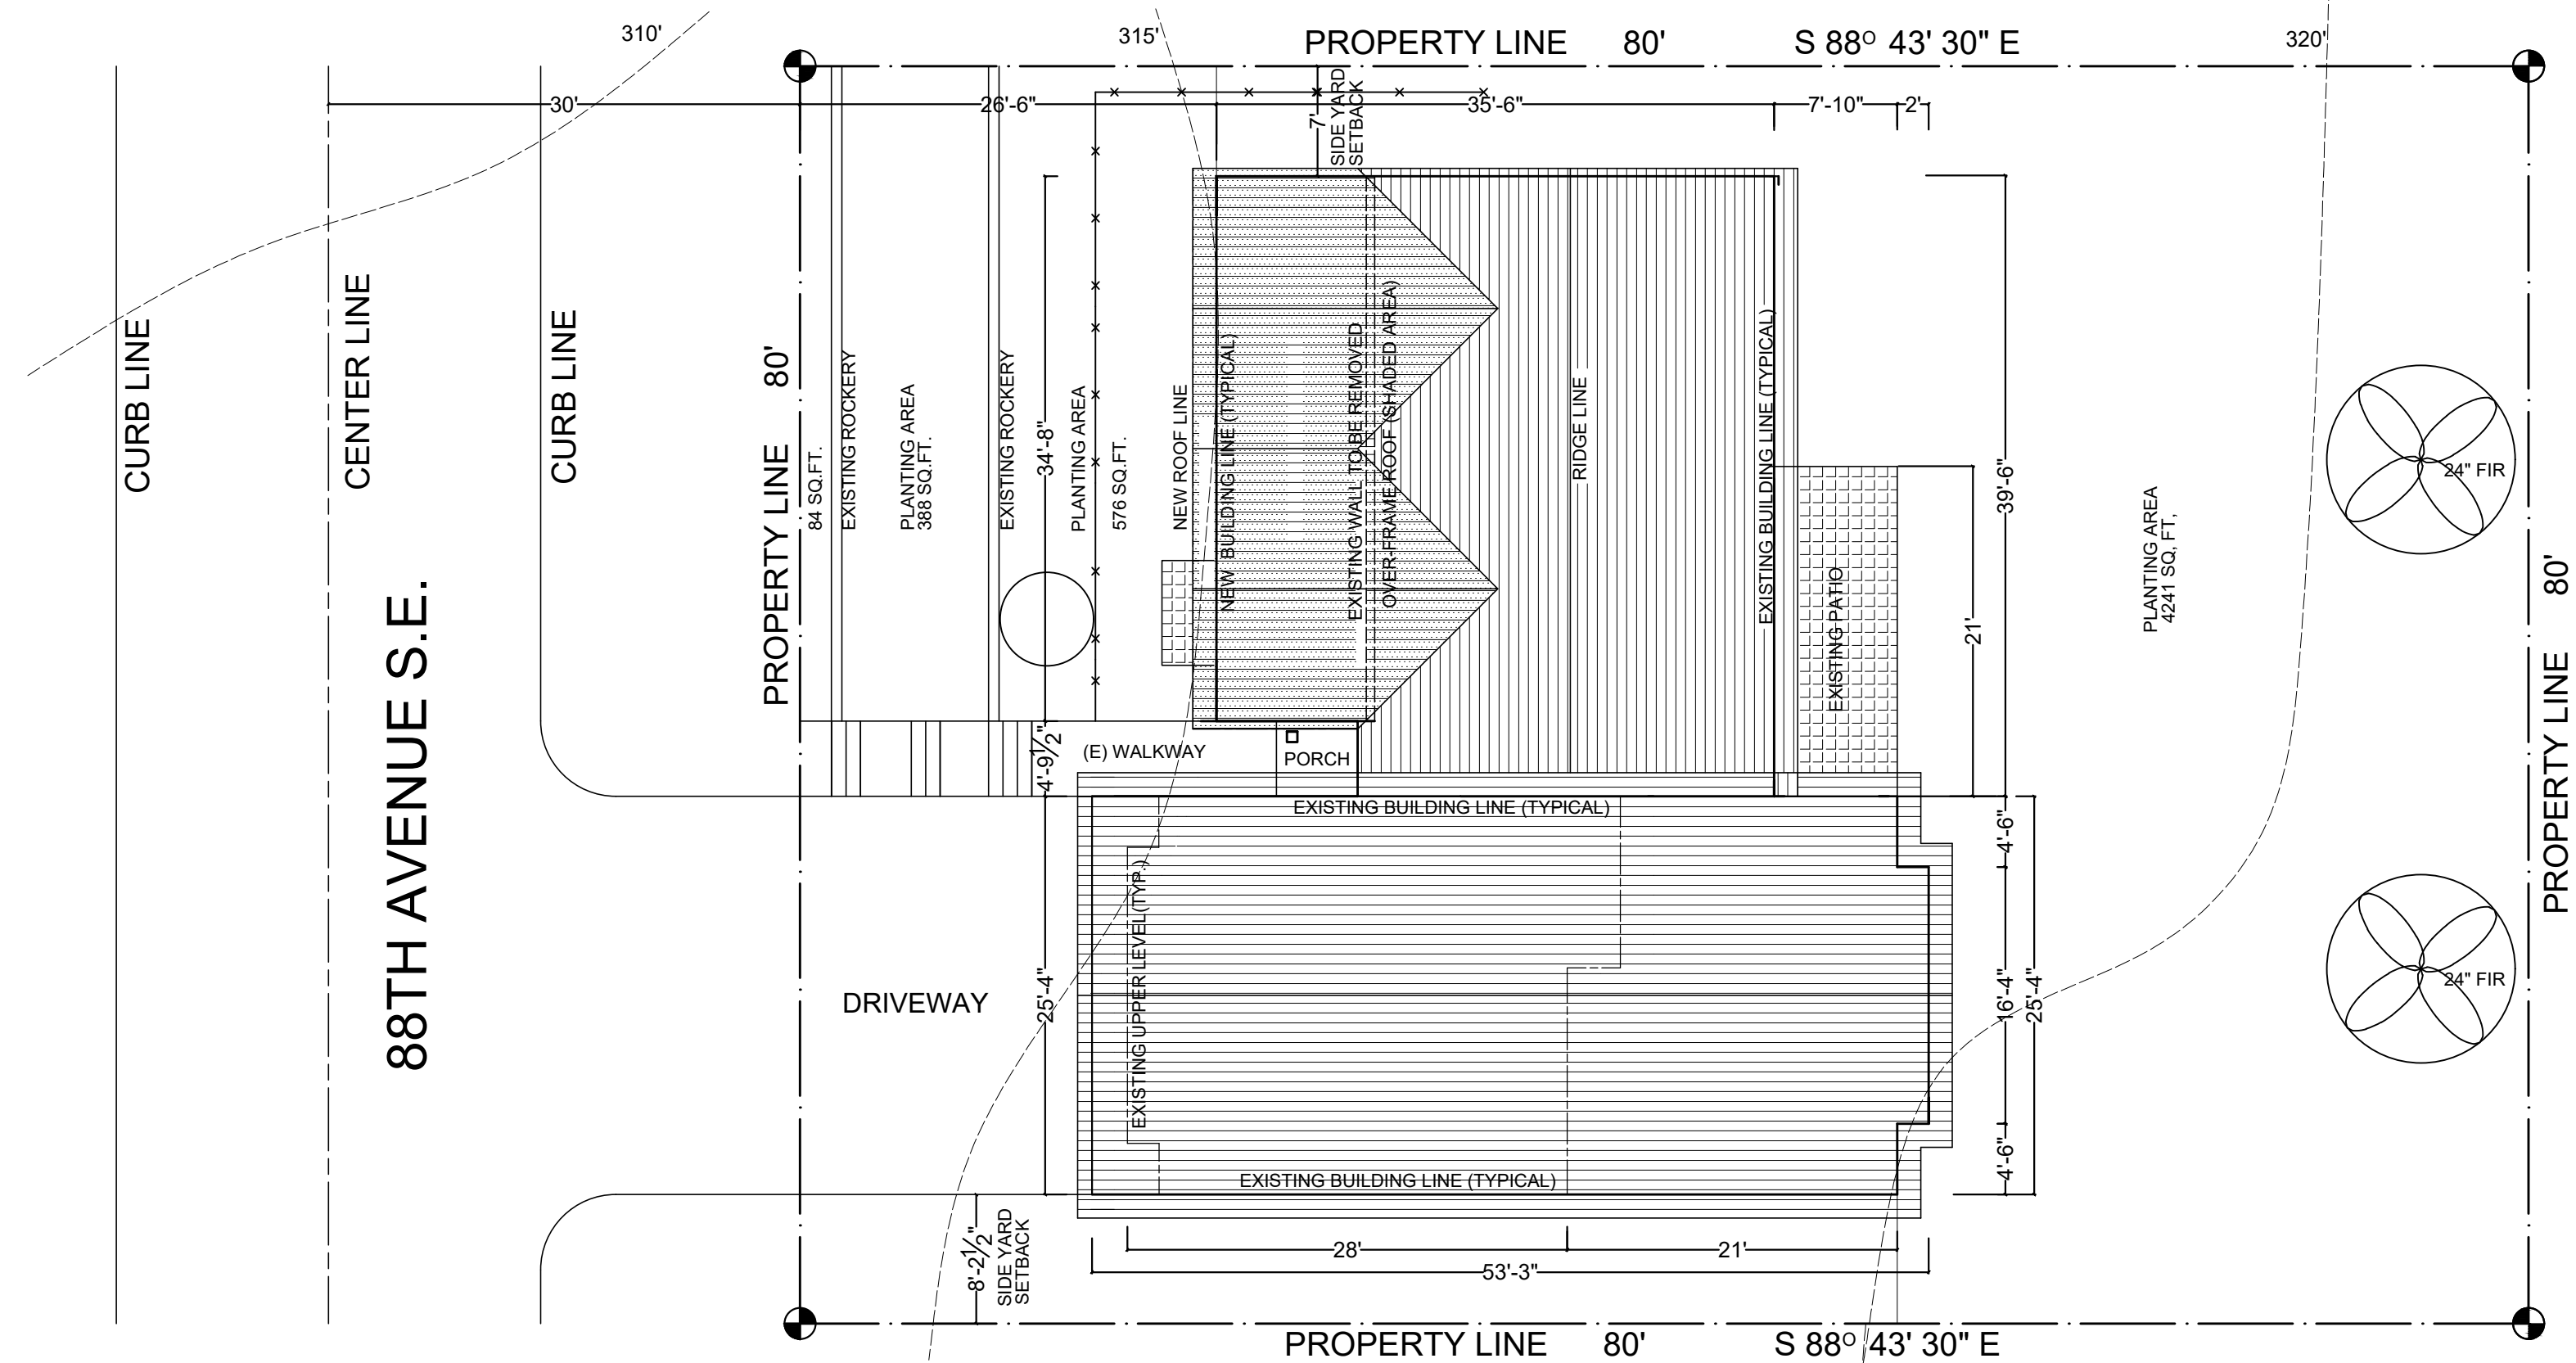 310'
315'
PROPERTY LINE 80' S 88O 43' 30" E
320'
30'
26'-6"
7'
SIDE YARD
SETBACK
35'-6"
7'-10"
2'
CURB LINE
CENTER LINE
CURB LINE
PROPERTY LINE 80'
84 SQ.FT.
EXISTING ROCKERY
PLANTING AREA
388 SQ.FT.
EXISTING ROCKERY
34'-8"
PLANTING AREA
576 SQ.FT.
NEW ROOF LINE
NEW BUILDING LINE (TYPICAL)
EXISTING WALL TO BE REMOVED
OVER-FRAME ROOF (SHADED AREA)
RIDGE LINE
EXISTING BUILDING LINE (TYPICAL)
EXISTING PATIO
21'
39'-6"
PLANTING AREA
4241 SQ, FT,
24" FIR
PROPERTY LINE 80'
88TH AVENUE S.E.
4'-9½"
(E) WALKWAY
PORCH
EXISTING BUILDING LINE (TYPICAL)
4'-6"
EXISTING UPPER LEVEL(TYP.)
DRIVEWAY
25'-4"
16'-4"
25'-4"
24" FIR
4'-6"
EXISTING BUILDING LINE (TYPICAL)
8'-2½"
SIDE YARD
SETBACK
28'
21'
53'-3"
PROPERTY LINE 80' S 88O 43' 30" E